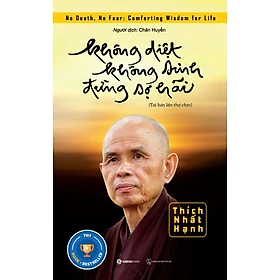 No Death, No Fear: Comforting Wisdom for Life
Người dịch: Chân Huyền
không diệt
không sinh
đừng sợ hãi
(Tái bản lần thứ chín)
Thích
Nhất
Hạnh